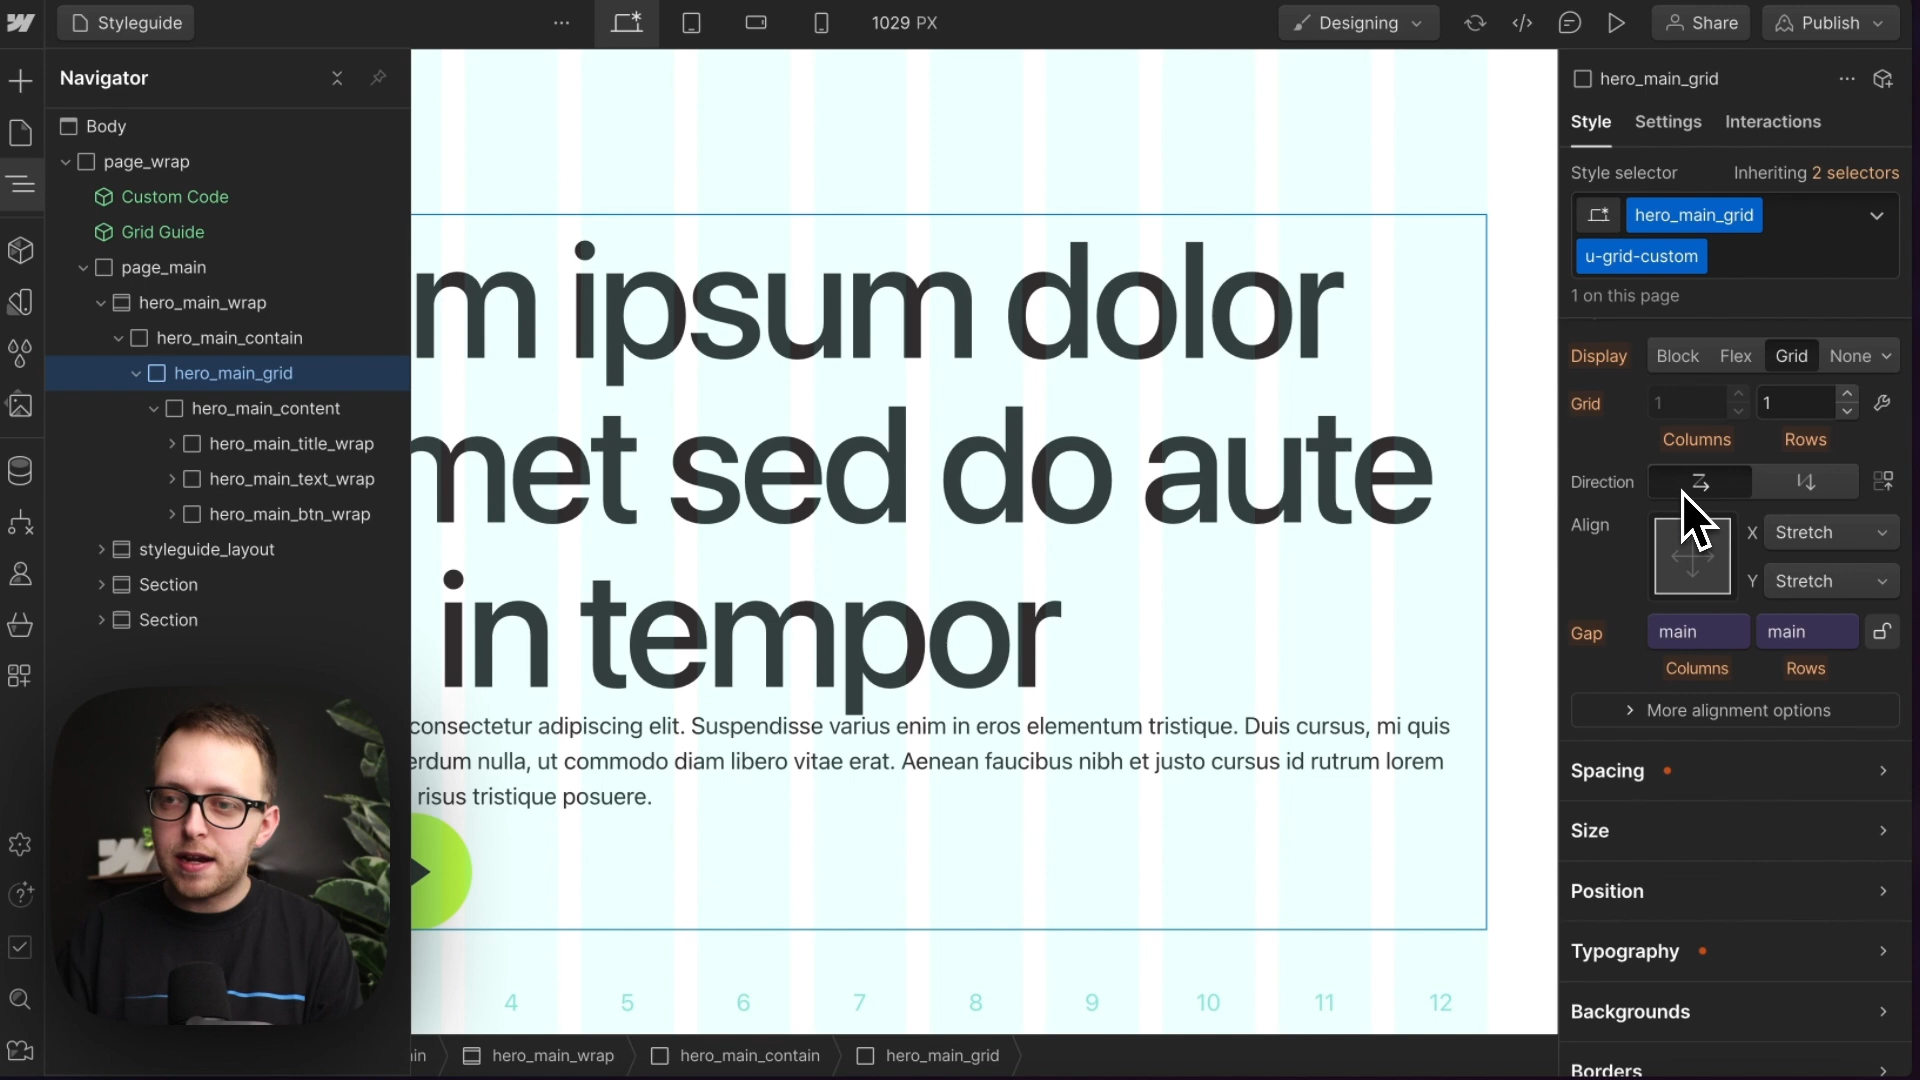 Styleguide
1029 PX
Designing
Share
Publish
Navigator
Body
page_wrap
Custom Code
Grid Guide
page_main
hero_main_wrap
hero_main_contain
hero_main_grid
hero_main_content
hero_main_title_wrap
hero_main_text_wrap
hero_main_btn_wrap
styleguide_layout
Section
Section
m ipsum dolor
met sed do aute
in tempor
consectetur adipiscing elit. Suspendisse varius enim in eros elementum tristique. Duis cursus, mi quis
erdum nulla, ut commodo diam libero vitae erat. Aenean faucibus nibh et justo cursus id rutrum lorem
risus tristique posuere.
4 5 6 7 8 9 10 11 12
in hero_main_wrap hero_main_contain hero_main_grid
hero_main_grid
Style Settings Interactions
Style selector Inheriting 2 selectors
hero_main_grid
u-grid-custom
1 on this page
Display Block Flex Grid None
Grid 1 1
Columns Rows
Direction
Align X Stretch
Y Stretch
Gap main main
Columns Rows
More alignment options
Spacing
Size
Position
Typography
Backgrounds
Borders